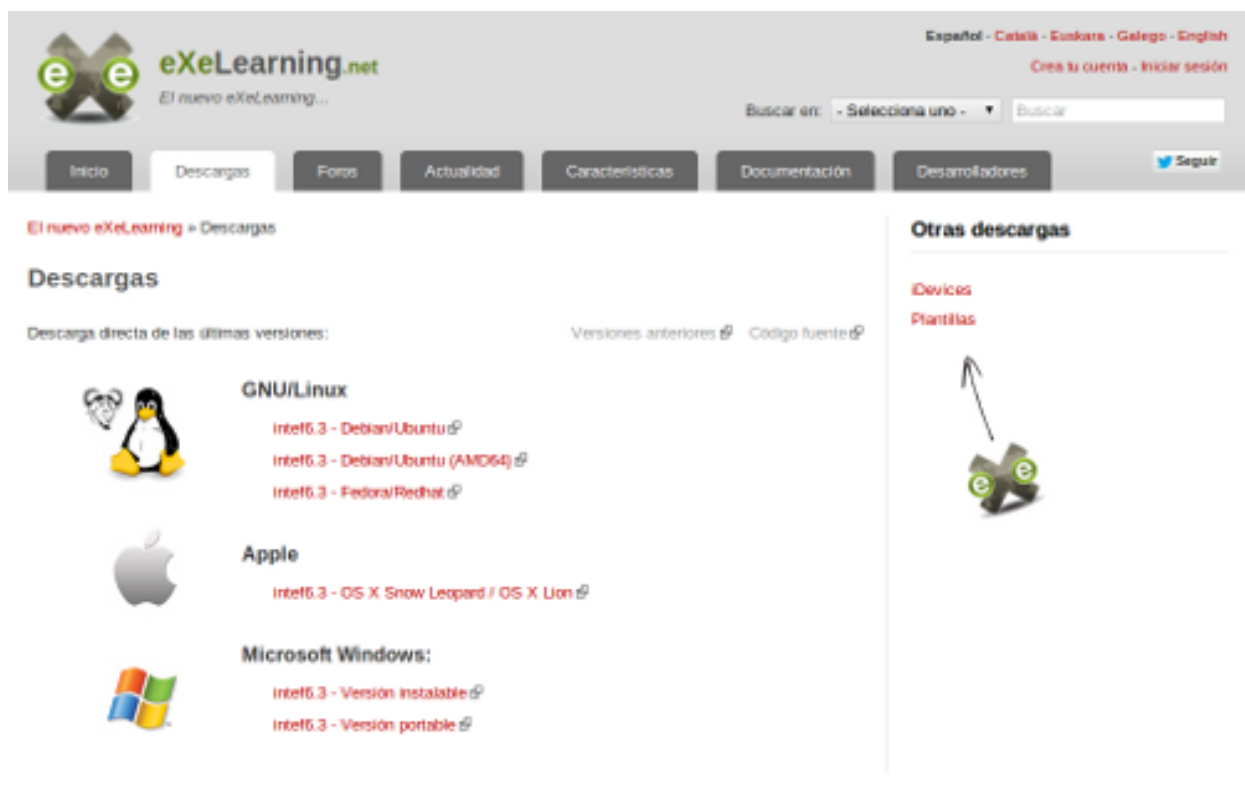 Español - Català - Euskara - Galego - English
eXeLearning.net
Crea tu cuenta - Iniciar sesión
El nuevo eXeLearning...
Buscar en: - Selecciona uno - Buscar
Inicio Descargas Foros Actualidad Características Documentación Desarrolladores Seguir
El nuevo eXeLearning » Descargas
Descargas
Descarga directa de las últimas versiones: Versiones anteriores Código fuente
GNU/Linux
intef6.3 - Debian/Ubuntu
intef6.3 - Debian/Ubuntu (AMD64)
intef6.3 - Fedora/Redhat
Apple
intef6.3 - OS X Snow Leopard / OS X Lion
Microsoft Windows:
intef6.3 - Versión instalable
intef6.3 - Versión portable
Otras descargas
iDevices
Plantillas